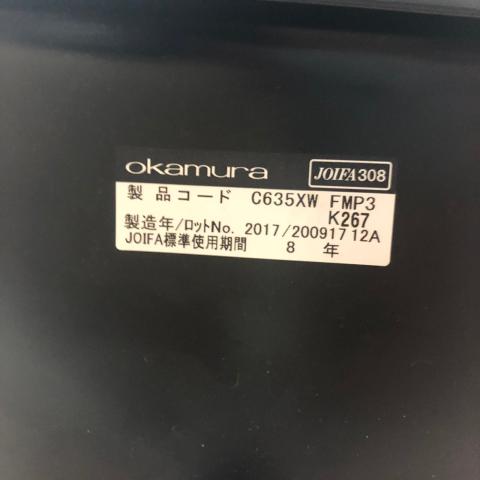 okamura JOIFA308
製品コード C635XW FMP3
K267
製造年/ロットNo. 2017/20091712A
JOIFA標準使用期間 8 年